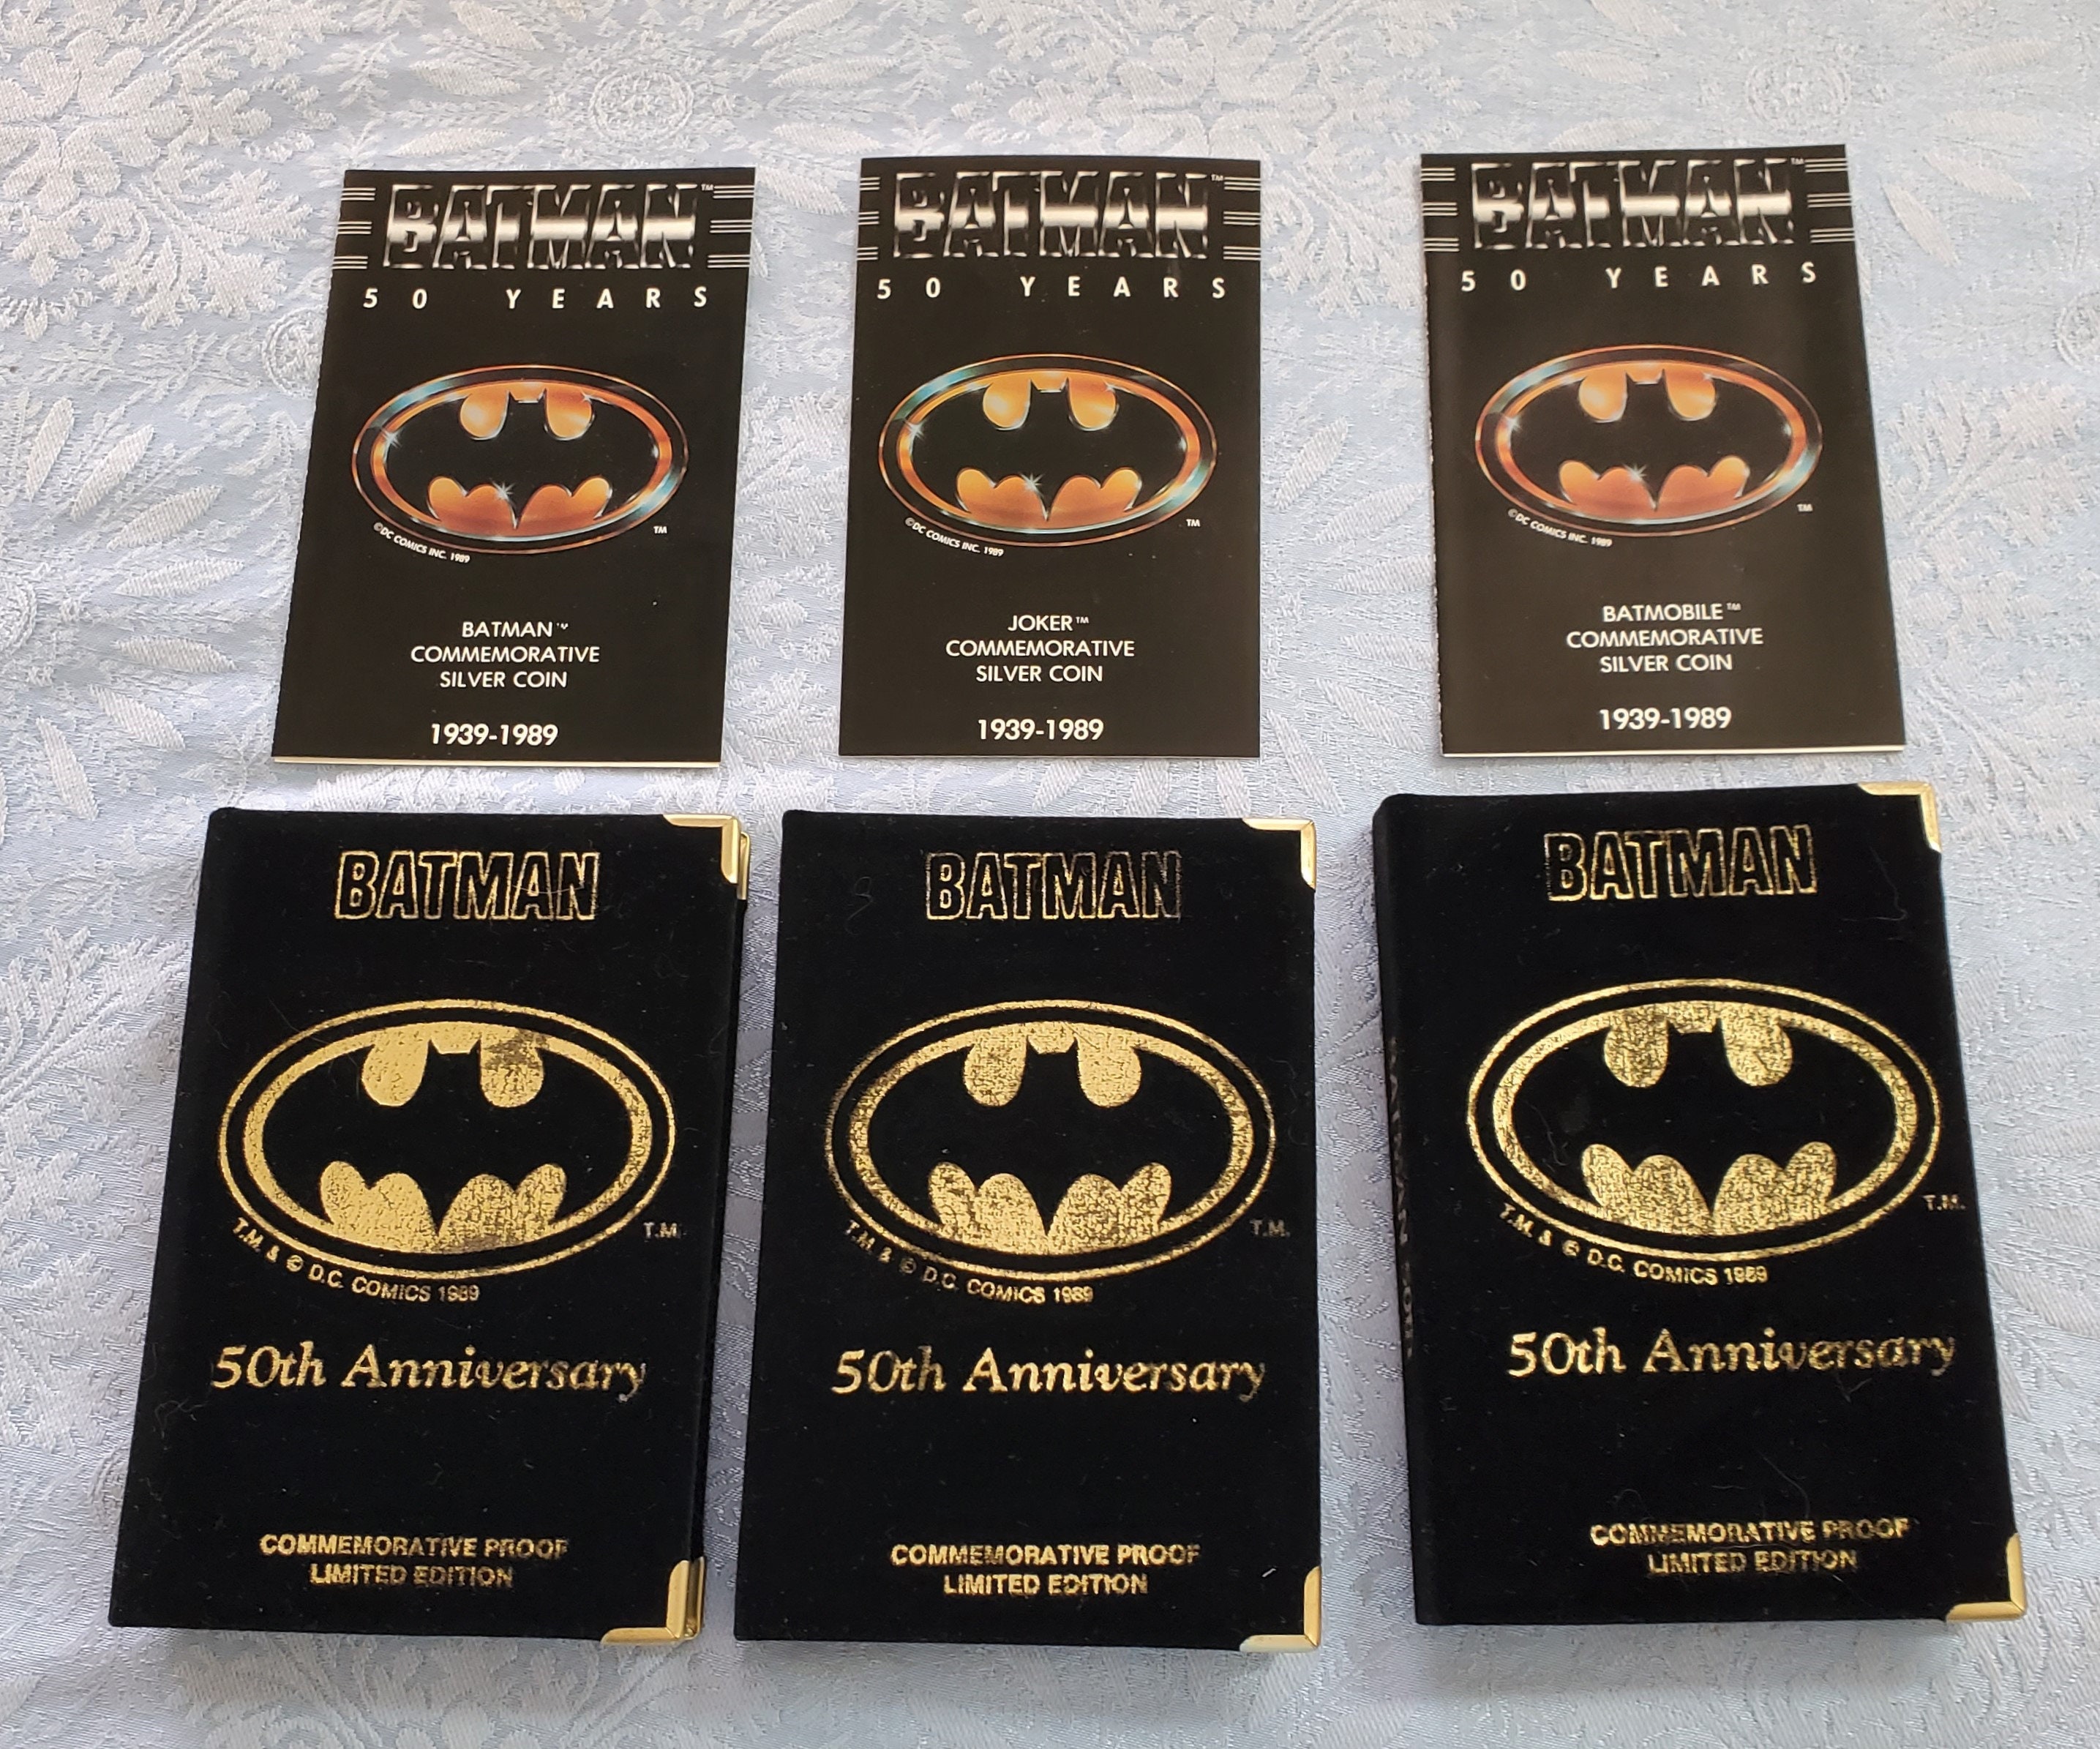 BATMAN™
50 YEARS
TM
©DC COMICS INC. 1989
BATMAN™
COMMEMORATIVE
SILVER COIN
1939-1989
BATMAN™
50 YEARS
TM
©DC COMICS INC. 1989
JOKER™
COMMEMORATIVE
SILVER COIN
1939-1989
BATMAN™
50 YEARS
TM
©DC COMICS INC. 1989
BATMOBILE™
COMMEMORATIVE
SILVER COIN
1939-1989
BATMAN
T.M.
T.M. & © D.C. COMICS 1989
50th Anniversary
COMMEMORATIVE PROOF
LIMITED EDITION
BATMAN
T.M.
T.M. & © D.C. COMICS 1989
50th Anniversary
COMMEMORATIVE PROOF
LIMITED EDITION
BATMAN
T.M.
T.M. & © D.C. COMICS 1989
50th Anniversary
COMMEMORATIVE PROOF
LIMITED EDITION